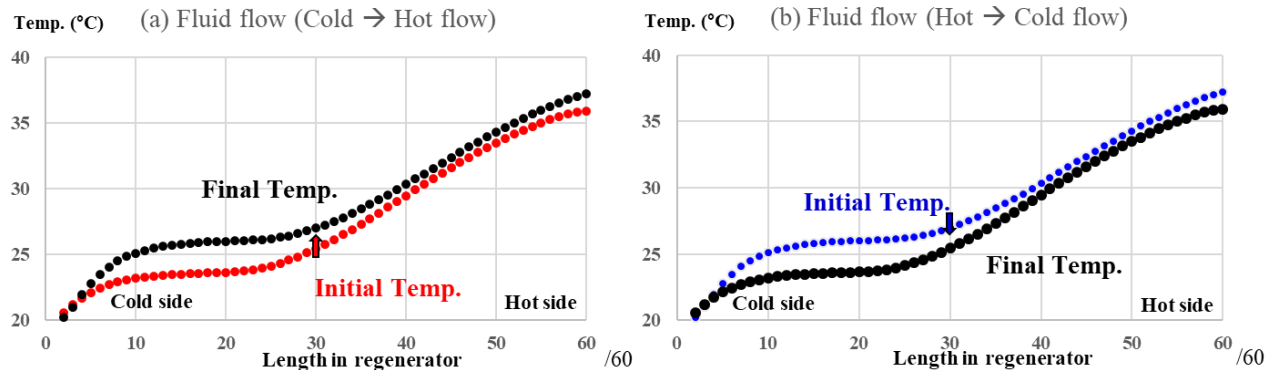 (a) Fluid flow (Cold → Hot flow)
Temp. (°C)
40
35
30
25
20
Final Temp.
Initial Temp.
Cold side
Hot side
0 10 20 30 40 50 60
Length in regenerator
/60
(b) Fluid flow (Hot → Cold flow)
Temp. (°C)
40
35
30
25
20
Initial Temp.
Final Temp.
Cold side
Hot side
0 10 20 30 40 50 60
Length in regenerator
/60